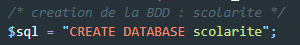 /* creation de la BDD : scolarite */
$sql = "CREATE DATABASE scolarite";